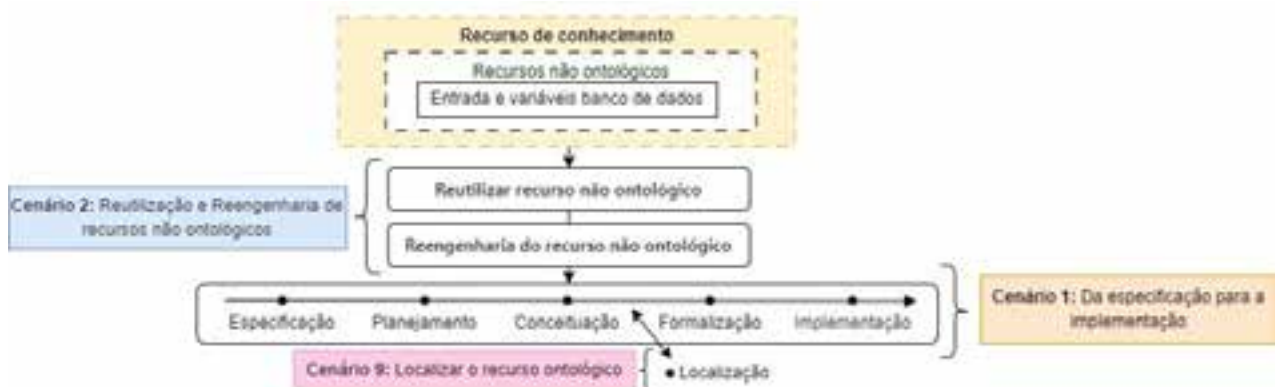 Recurso de conhecimento
Recursos não ontológicos
Entrada e variáveis banco de dados
Reutilizar recurso não ontológico
Cenário 2: Reutilização e Reengenharia de
recursos não ontológicos
Reengenharia do recurso não ontológico
Cenário 1: Da especificação para a
implementação
Especificação
Planejamento
Conceituação
Formalização
Implementação
Cenário 9: Localizar o recurso ontológico
Localização